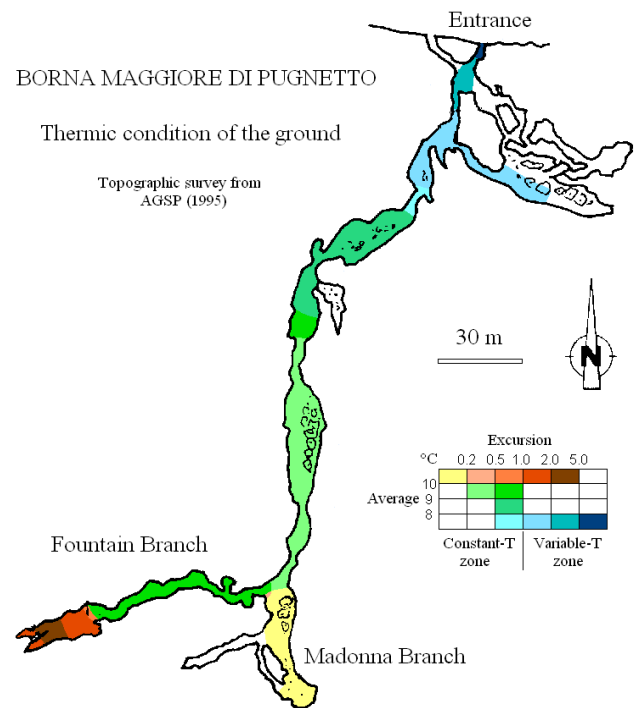 Entrance
BORNA MAGGIORE DI PUGNETTO
Thermic condition of the ground
Topographic survey from
AGSP (1995)
30 m
N
Excursion
°C 0.2 0.5 1.0 2.0 5.0
10
Average 9
8
Constant-T Variable-T
zone zone
Fountain Branch
Madonna Branch